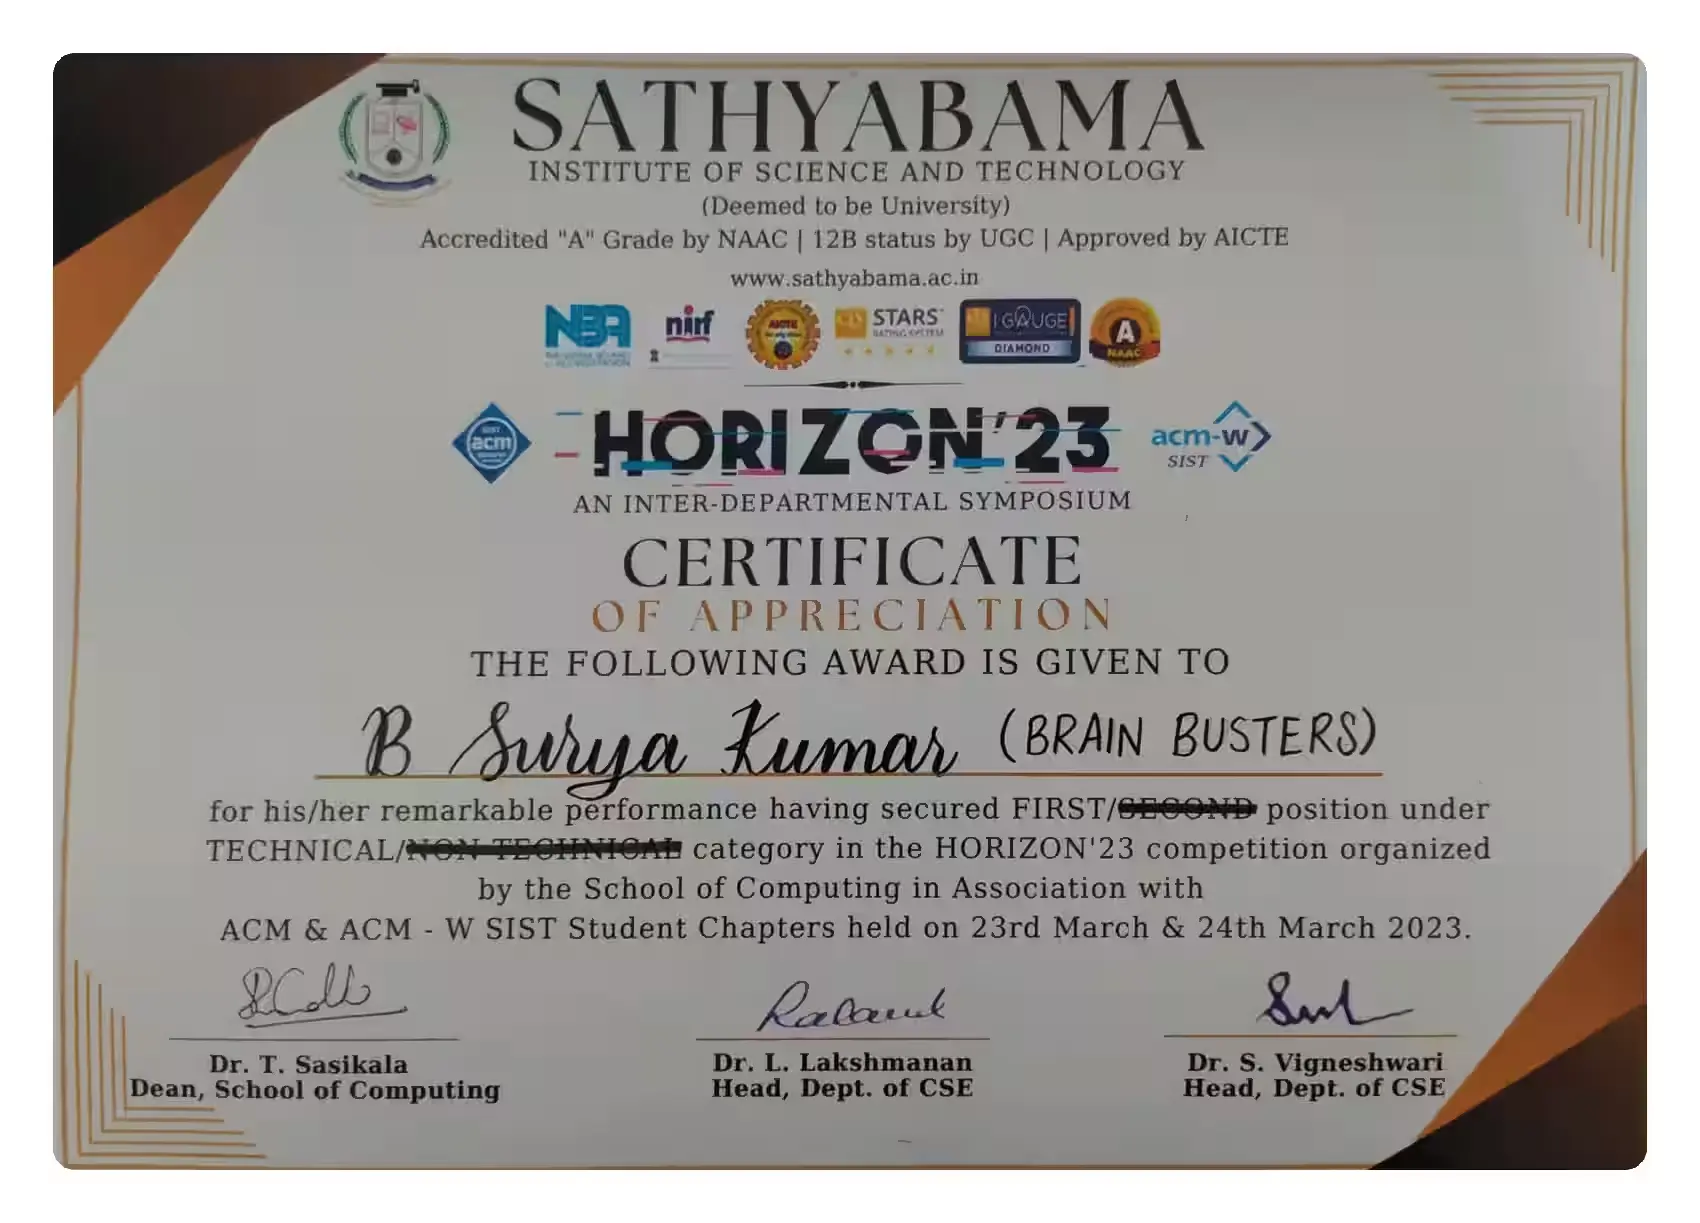 SATHYABAMA
INSTITUTE OF SCIENCE AND TECHNOLOGY
(Deemed to be University)
Accredited "A" Grade by NAAC | 12B status by UGC | Approved by AICTE
www.sathyabama.ac.in
NBA nirf AICTE STARS RATING SYSTEM I GAUGE DIAMOND A NAAC
SIST acm HORIZON'23 acm-w SIST
AN INTER-DEPARTMENTAL SYMPOSIUM
CERTIFICATE
OF APPRECIATION
THE FOLLOWING AWARD IS GIVEN TO
B Surya Kumar (BRAIN BUSTERS)
for his/her remarkable performance having secured FIRST/SECOND position under
TECHNICAL/NON TECHNICAL category in the HORIZON'23 competition organized
by the School of Computing in Association with
ACM & ACM - W SIST Student Chapters held on 23rd March & 24th March 2023.
Dr. T. Sasikala Dr. L. Lakshmanan Dr. S. Vigneshwari
Dean, School of Computing Head, Dept. of CSE Head, Dept. of CSE